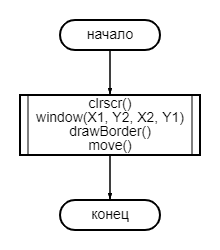 начало
clrscr()
window(X1, Y2, X2, Y1)
drawBorder()
move()
конец